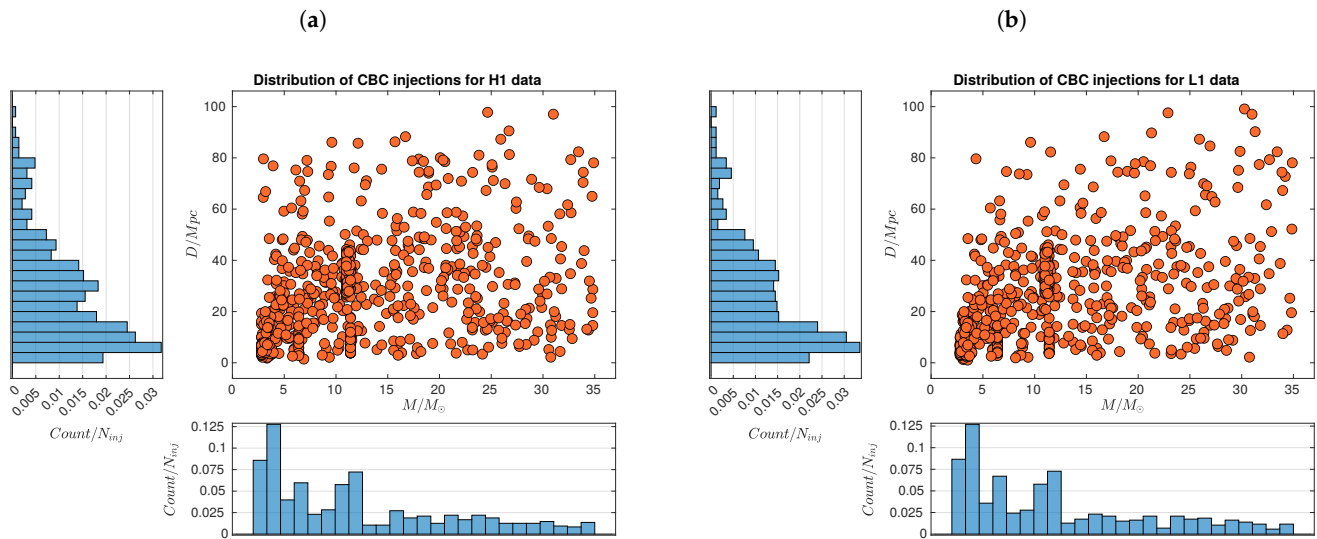 (a)
Distribution of CBC injections for H1 data
100
80
60
40
20
0
D/Mpc
0 5 10 15 20 25 30 35
M/M⊙
0 0.005 0.01 0.015 0.02 0.025 0.03
Count/N_inj
0.125
0.1
0.075
0.05
0.025
0
Count/N_inj
(b)
Distribution of CBC injections for L1 data
100
80
60
40
20
0
D/Mpc
0 5 10 15 20 25 30 35
M/M⊙
0 0.005 0.01 0.015 0.02 0.025 0.03
Count/N_inj
0.125
0.1
0.075
0.05
0.025
0
Count/N_inj